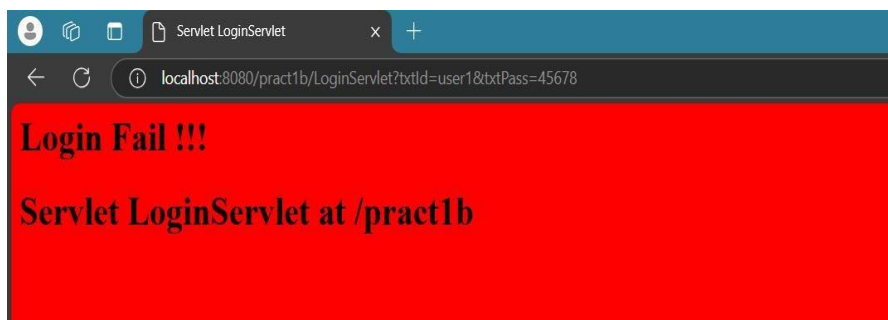 Servlet LoginServlet
localhost:8080/pract1b/LoginServlet?txtId=user1&txtPass=45678
Login Fail !!!
Servlet LoginServlet at /pract1b